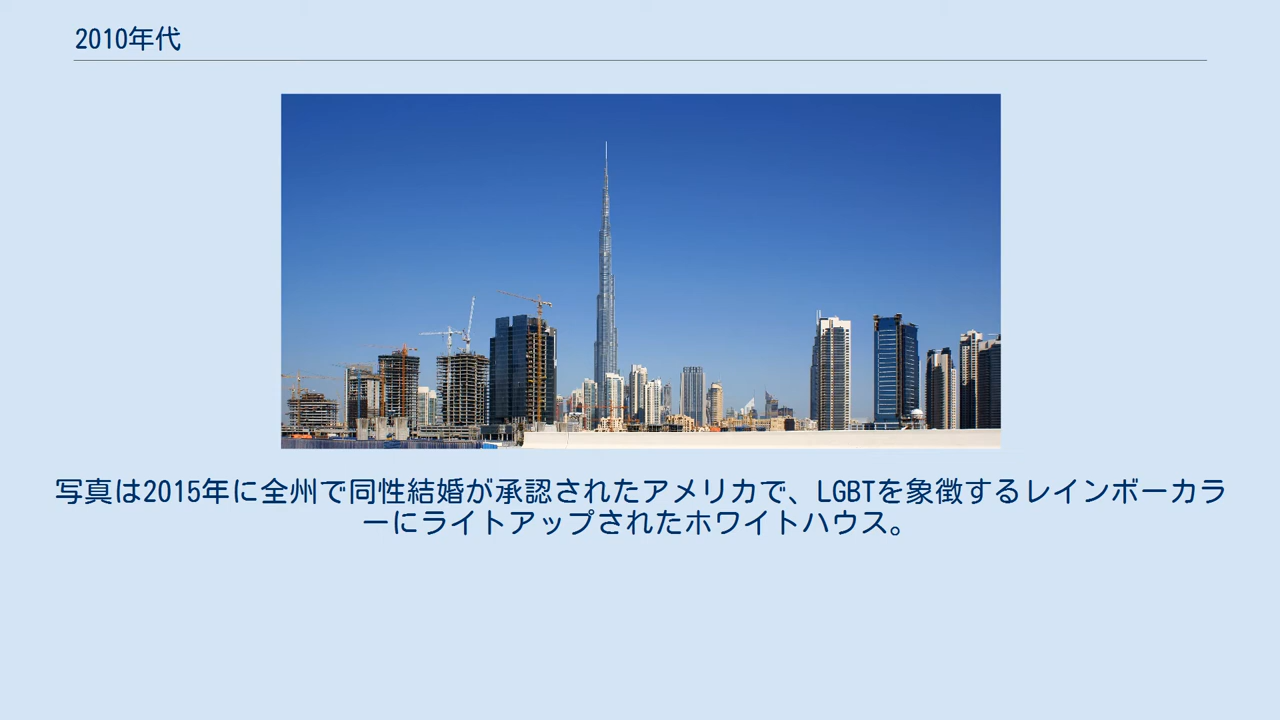 2010年代
写真は2015年に全州で同性結婚が承認されたアメリカで、LGBTを象徴するレインボーカラ
ーにライトアップされたホワイトハウス。